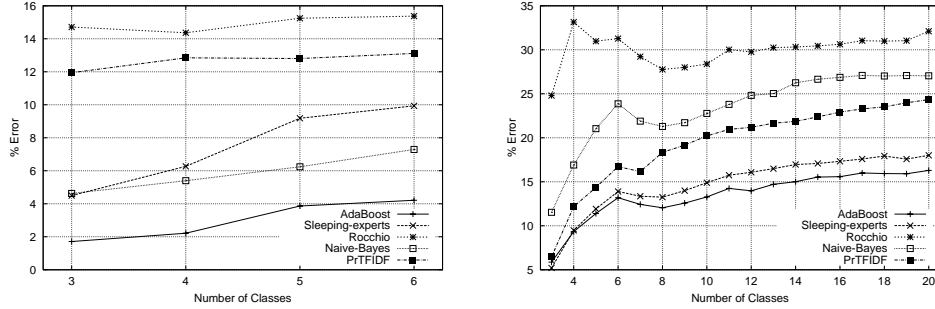 16
14
12
10
8
6
4
2
0
% Error
3
4
5
6
Number of Classes
AdaBoost
Sleeping-experts
Rocchio
Naive-Bayes
PrTFIDF
35
30
25
20
15
10
5
% Error
4
6
8
10
12
14
16
18
20
Number of Classes
AdaBoost
Sleeping-experts
Rocchio
Naive-Bayes
PrTFIDF